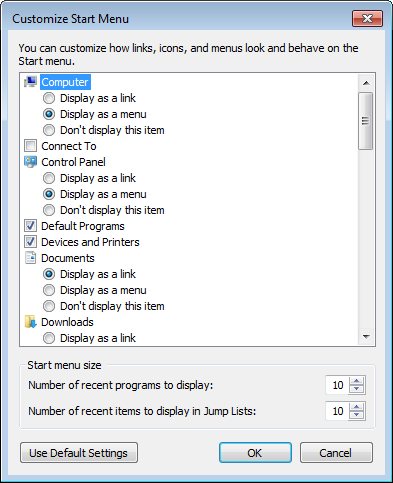 Customize Start Menu
You can customize how links, icons, and menus look and behave on the
Start menu.
Computer
Display as a link
Display as a menu
Don't display this item
Connect To
Control Panel
Display as a link
Display as a menu
Don't display this item
Default Programs
Devices and Printers
Documents
Display as a link
Display as a menu
Don't display this item
Downloads
Display as a link
Start menu size
Number of recent programs to display: 10
Number of recent items to display in Jump Lists: 10
Use Default Settings OK Cancel